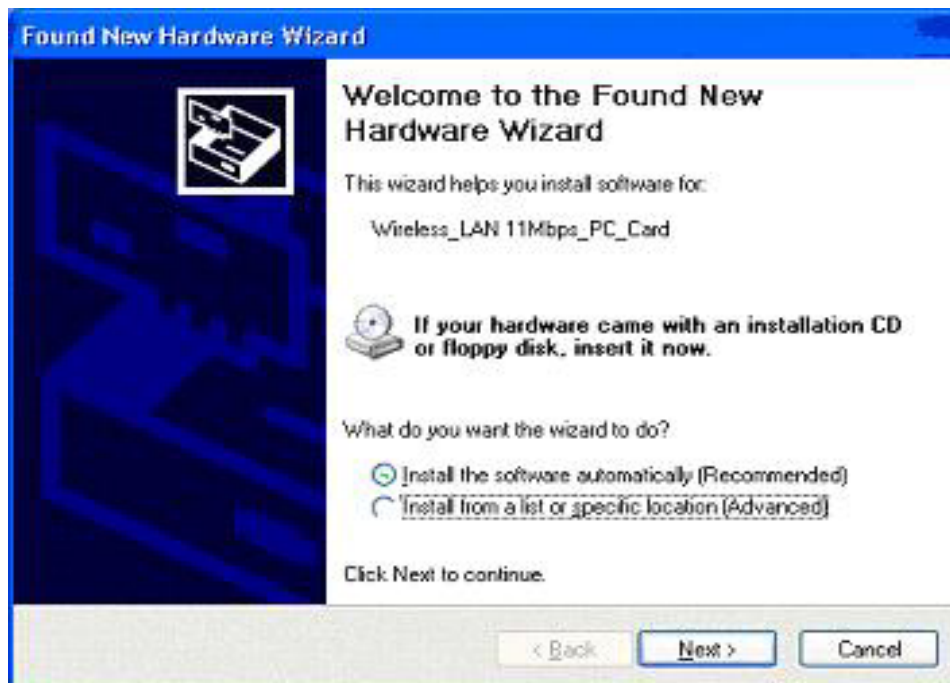 Found New Hardware Wizard
Welcome to the Found New
Hardware Wizard
This wizard helps you install software for:
Wireless_LAN 11Mbps_PC_Card
If your hardware came with an installation CD
or floppy disk, insert it now.
What do you want the wizard to do?
Install the software automatically (Recommended)
Install from a list or specific location (Advanced)
Click Next to continue.
< Back
Next >
Cancel